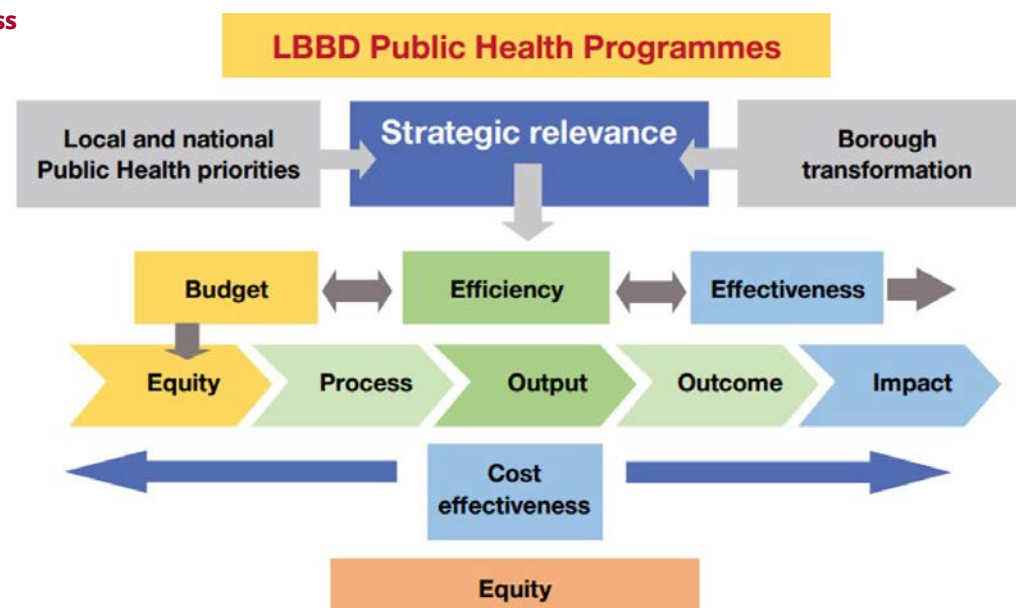 ss
LBBD Public Health Programmes
Local and national
Public Health priorities
Strategic relevance
Borough
transformation
Budget
Efficiency
Effectiveness
Equity
Process
Output
Outcome
Impact
Cost
effectiveness
Equity